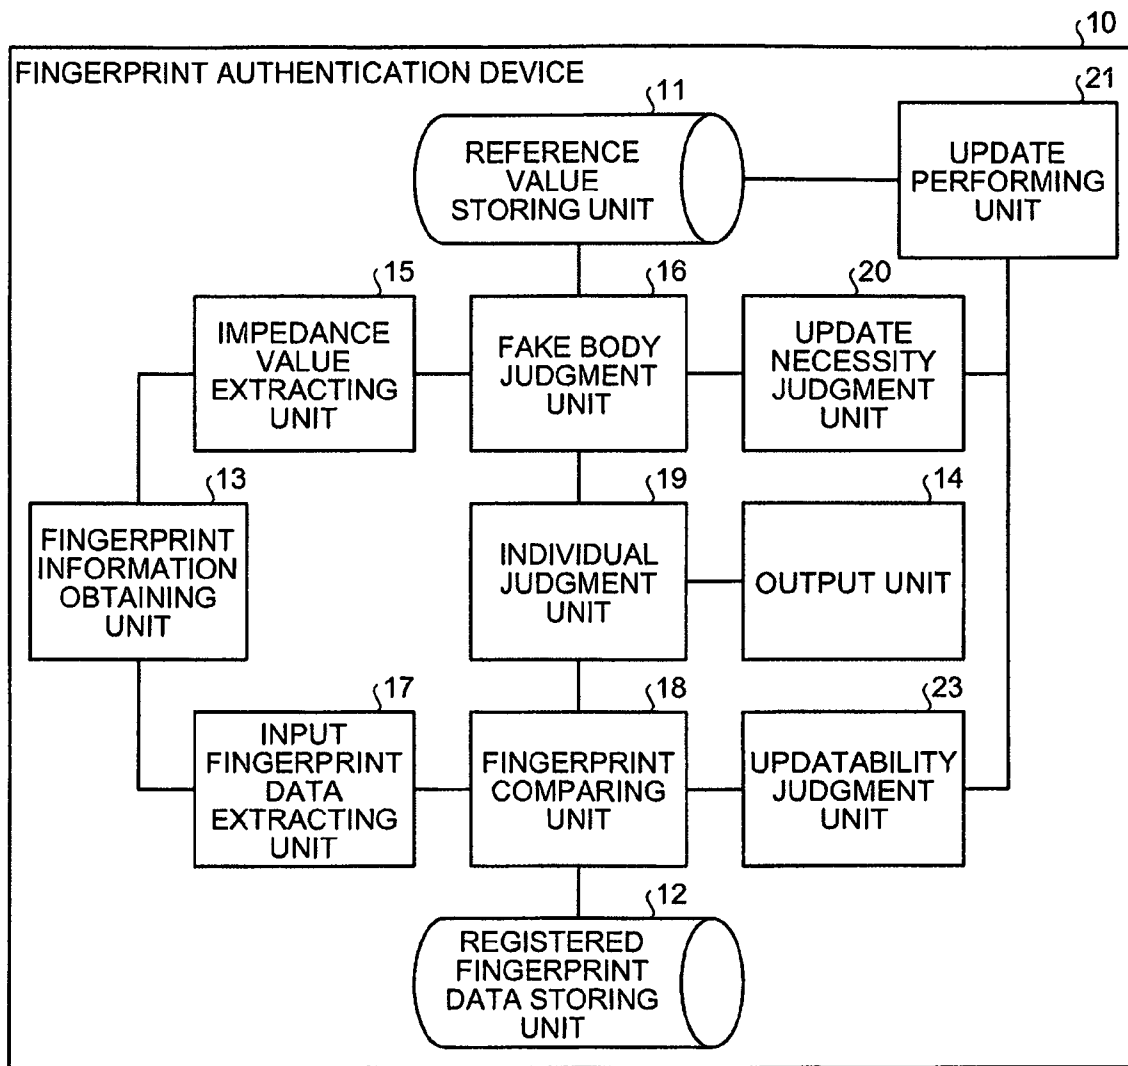 10
FINGERPRINT AUTHENTICATION DEVICE
11
REFERENCE
VALUE
STORING UNIT
21
UPDATE
PERFORMING
UNIT
15
IMPEDANCE
VALUE
EXTRACTING
UNIT
16
FAKE BODY
JUDGMENT
UNIT
20
UPDATE
NECESSITY
JUDGMENT
UNIT
13
FINGERPRINT
INFORMATION
OBTAINING
UNIT
19
INDIVIDUAL
JUDGMENT
UNIT
14
OUTPUT UNIT
17
INPUT
FINGERPRINT
DATA
EXTRACTING
UNIT
18
FINGERPRINT
COMPARING
UNIT
23
UPDATABILITY
JUDGMENT
UNIT
12
REGISTERED
FINGERPRINT
DATA STORING
UNIT